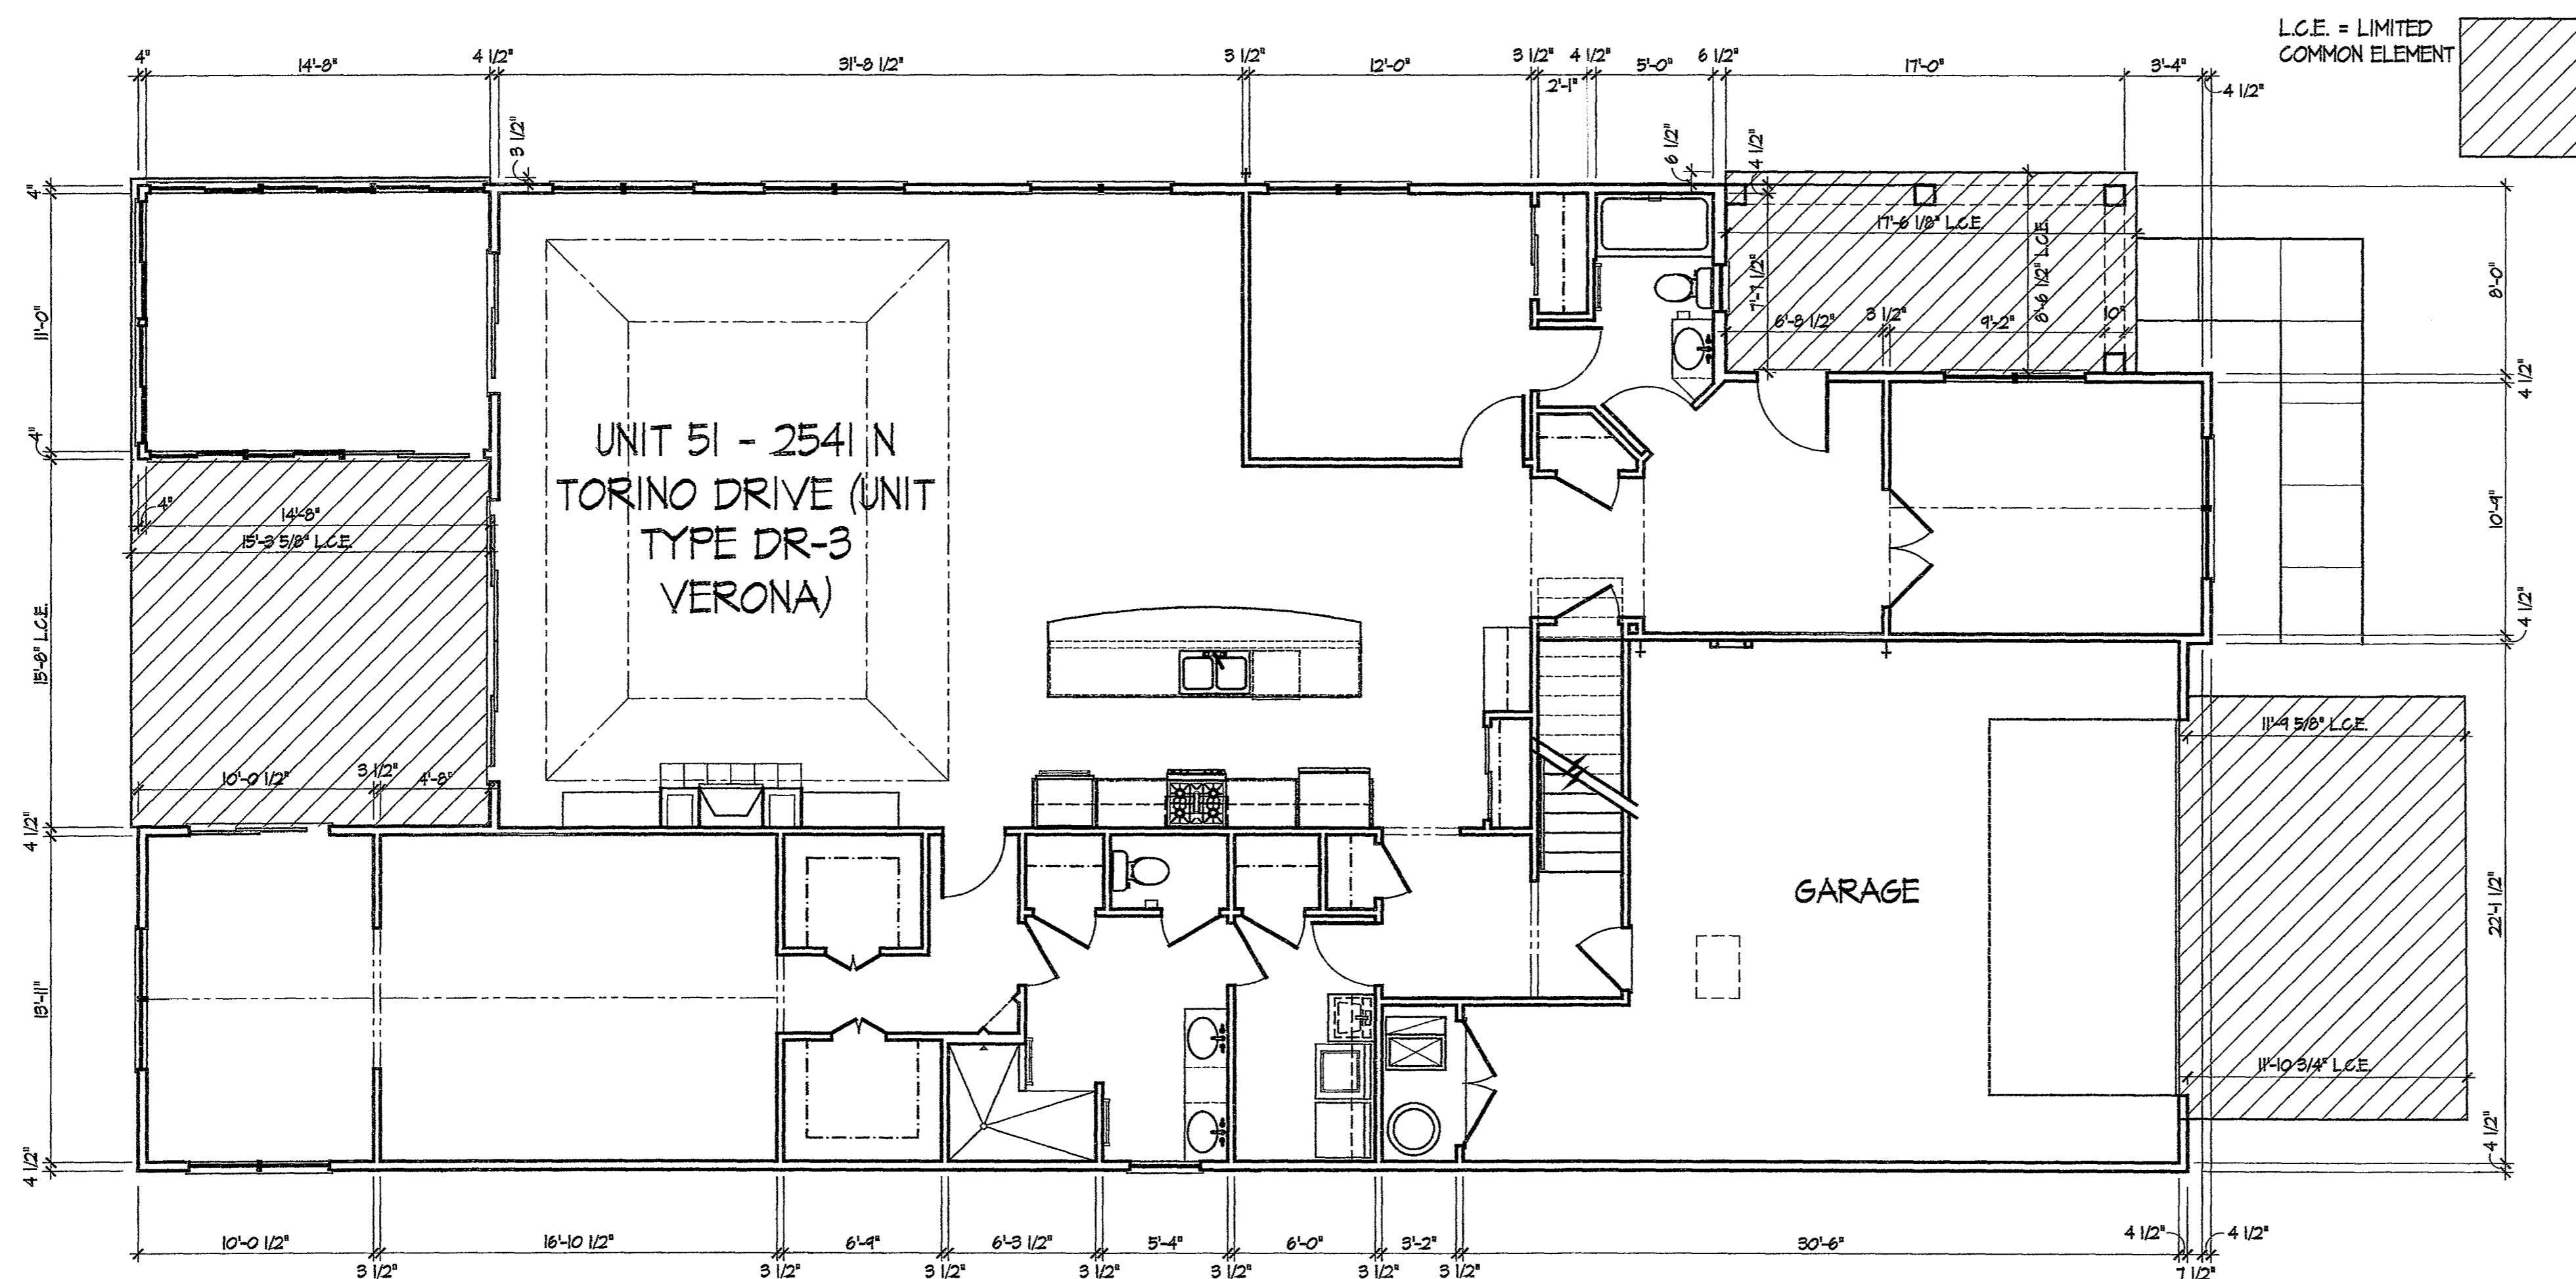 L.C.E. = LIMITED
COMMON ELEMENT
4" 14'-8" 4 1/2" 31'-8 1/2" 3 1/2" 12'-0" 3 1/2" 4 1/2" 5'-0" 6 1/2" 17'-0" 3'-4"
2'-1" 4 1/2"
3 1/2" 6 1/2" 4 1/2"
4"
17'-6 1/8" L.C.E.
8'-6 1/2" L.C.E.
7'-7 1/2"
8'-0"
11'-0"
6'-8 1/2" 3 1/2" 9'-2" 10"
4 1/2"
UNIT 51 - 2541 N
TORINO DRIVE (UNIT
TYPE DR-3
VERONA)
4"
4"
14'-8"
15'-3 5/8" L.C.E.
10'-9"
4 1/2"
15'-8" L.C.E.
11'-9 5/8" L.C.E.
10'-0 1/2" 3 1/2" 4'-8"
4 1/2"
GARAGE
22'-1 1/2"
13'-11"
11'-10 3/4" L.C.E.
4 1/2"
4 1/2"
10'-0 1/2" 16'-10 1/2" 6'-9" 6'-3 1/2" 5'-4" 6'-0" 3'-2" 30'-6" 4 1/2" 4 1/2"
3 1/2" 3 1/2" 3 1/2" 3 1/2" 3 1/2" 3 1/2" 3 1/2" 7 1/2"